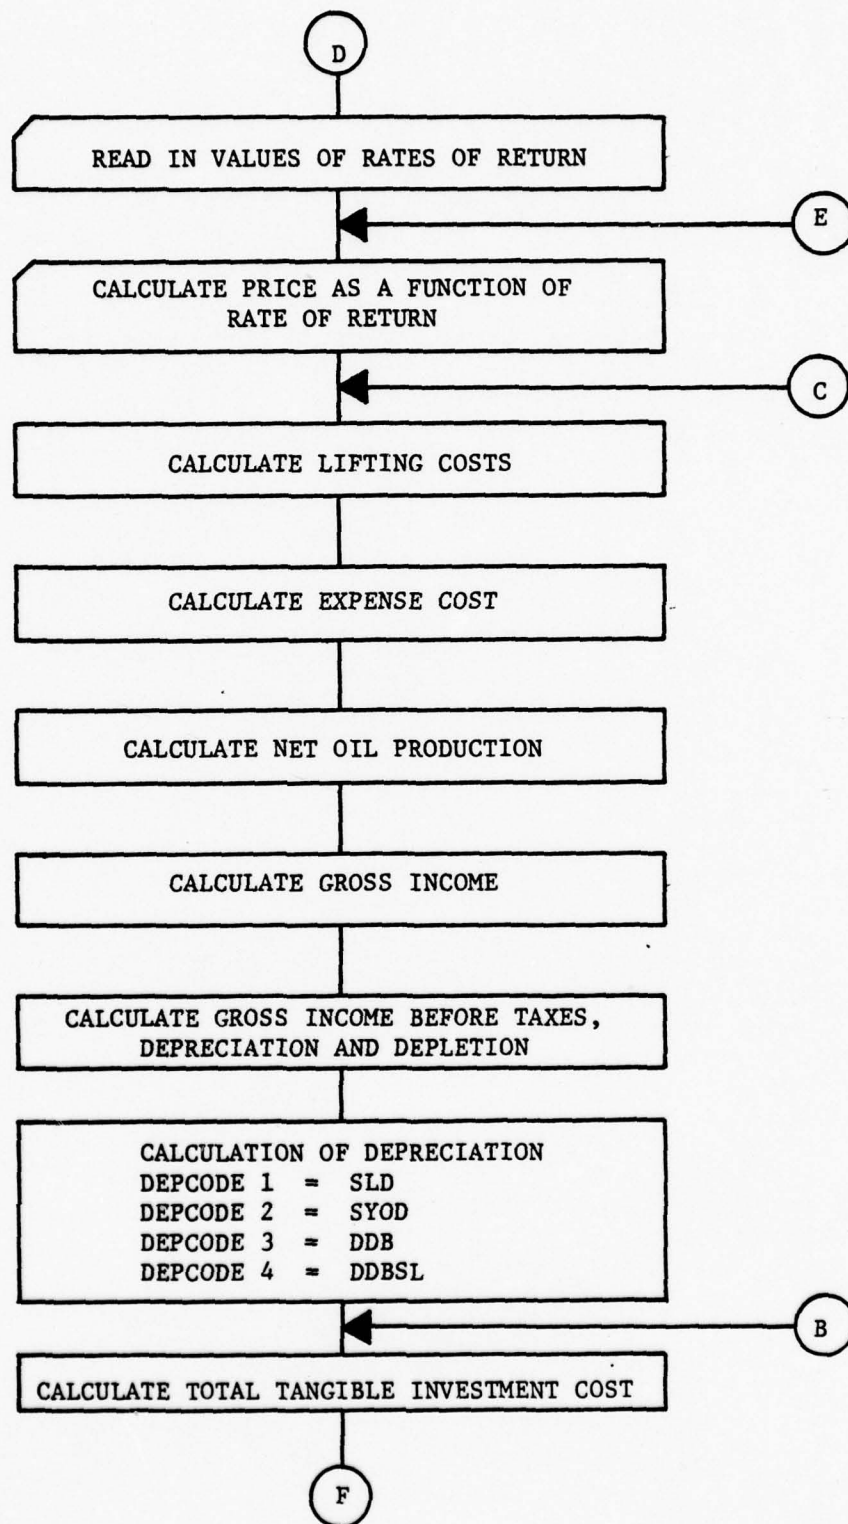 D
READ IN VALUES OF RATES OF RETURN
E
CALCULATE PRICE AS A FUNCTION OF
RATE OF RETURN
C
CALCULATE LIFTING COSTS
CALCULATE EXPENSE COST
CALCULATE NET OIL PRODUCTION
CALCULATE GROSS INCOME
CALCULATE GROSS INCOME BEFORE TAXES,
DEPRECIATION AND DEPLETION
CALCULATION OF DEPRECIATION
DEPCODE 1 = SLD
DEPCODE 2 = SYOD
DEPCODE 3 = DDB
DEPCODE 4 = DDBSL
B
CALCULATE TOTAL TANGIBLE INVESTMENT COST
F